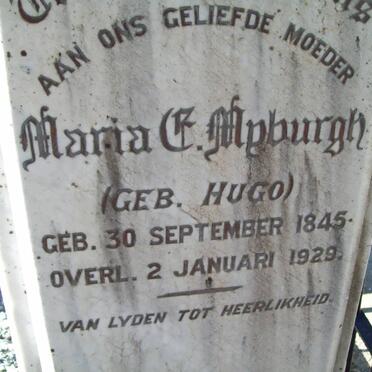 AAN ONS GELIEFDE MOEDER
Maria E. Myburgh
(GEB. HUGO)
GEB. 30 SEPTEMBER 1845.
OVERL. 2 JANUARI 1929.
VAN LYDEN TOT HEERLIKHEID.